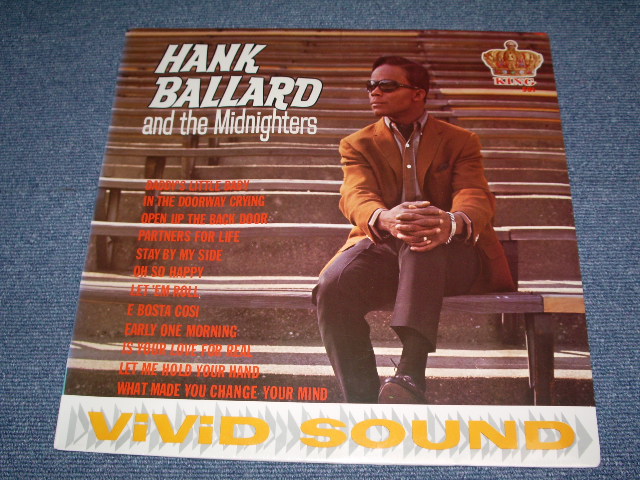 HANK
BALLARD
and the Midnighters
KING
DADDY'S LITTLE BABY
IN THE DOORWAY CRYING
OPEN UP THE BACK DOOR
PARTNERS FOR LIFE
STAY BY MY SIDE
OH SO HAPPY
LET 'EM ROLL
E BOSTA COSI
EARLY ONE MORNING
IS YOUR LOVE FOR REAL
LET ME HOLD YOUR HAND
WHAT MADE YOU CHANGE YOUR MIND
ViViD SOUND